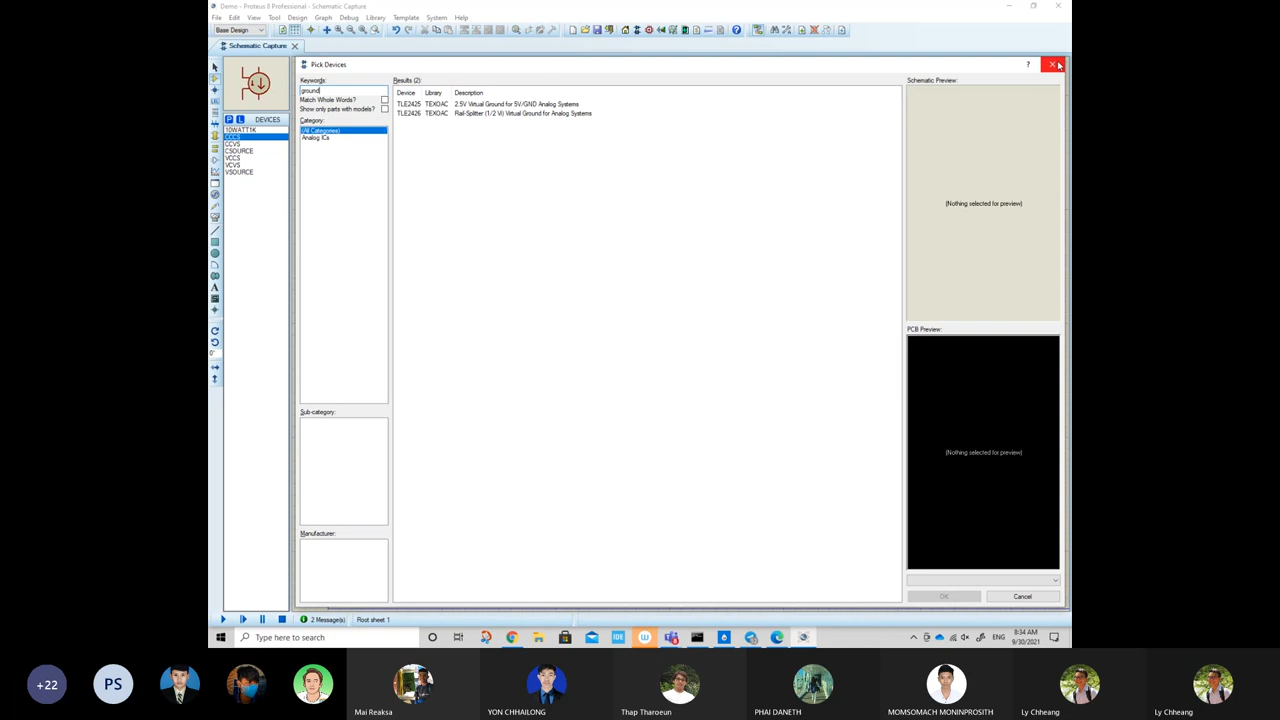 Demo - Proteus 8 Professional - Schematic Capture
File Edit View Tool Design Graph Debug Library Template System Help
Base Design
Schematic Capture
Pick Devices
?
Keywords:
ground
Match Whole Words?
Show only parts with models?
Category:
(All Categories)
Analog ICs
Sub-category:
Manufacturer:
Results (2):
Device Library Description
TLE2425 TEXOAC 2.5V Virtual Ground for 5V/GND Analog Systems
TLE2426 TEXOAC Rail-Splitter (1/2 Vi) Virtual Ground for Analog Systems
Schematic Preview:
(Nothing selected for preview)
PCB Preview:
(Nothing selected for preview)
OK Cancel
P L DEVICES
10WATT1K
CCCS
CCVS
CSOURCE
VCCS
VCVS
VSOURCE
2 Message(s) Root sheet 1
Type here to search
IDE
ENG
8:34 AM
9/30/2021
+22
PS
Mai Reaksa
YON CHHAILONG
Thap Tharoeun
PHAI DANETH
MOMSOMACH MONINPROSITH
Ly Chheang
Ly Chheang